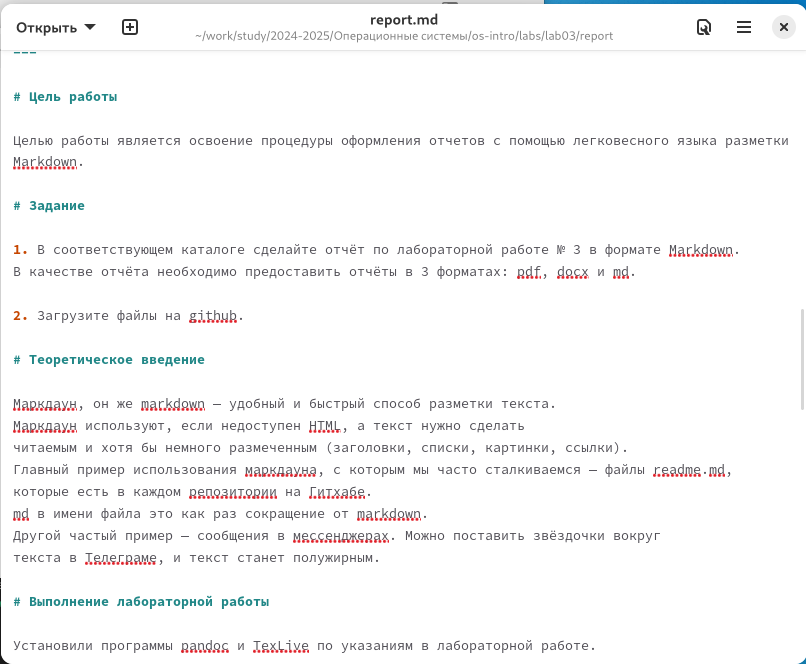 Открыть
report.md
~/work/study/2024-2025/Операционные системы/os-intro/labs/lab03/report
---
# Цель работы
Целью работы является освоение процедуры оформления отчетов с помощью легковесного языка разметки
Markdown.
# Задание
1. В соответствующем каталоге сделайте отчёт по лабораторной работе № 3 в формате Markdown.
В качестве отчёта необходимо предоставить отчёты в 3 форматах: pdf, docx и md.
2. Загрузите файлы на github.
# Теоретическое введение
Маркдаун, он же markdown — удобный и быстрый способ разметки текста.
Маркдаун используют, если недоступен HTML, а текст нужно сделать
читаемым и хотя бы немного размеченным (заголовки, списки, картинки, ссылки).
Главный пример использования маркдауна, с которым мы часто сталкиваемся — файлы readme.md,
которые есть в каждом репозитории на Гитхабе.
md в имени файла это как раз сокращение от markdown.
Другой частый пример — сообщения в мессенджерах. Можно поставить звёздочки вокруг
текста в Телеграме, и текст станет полужирным.
# Выполнение лабораторной работы
Установили программы pandoc и TexLive по указаниям в лабораторной работе.